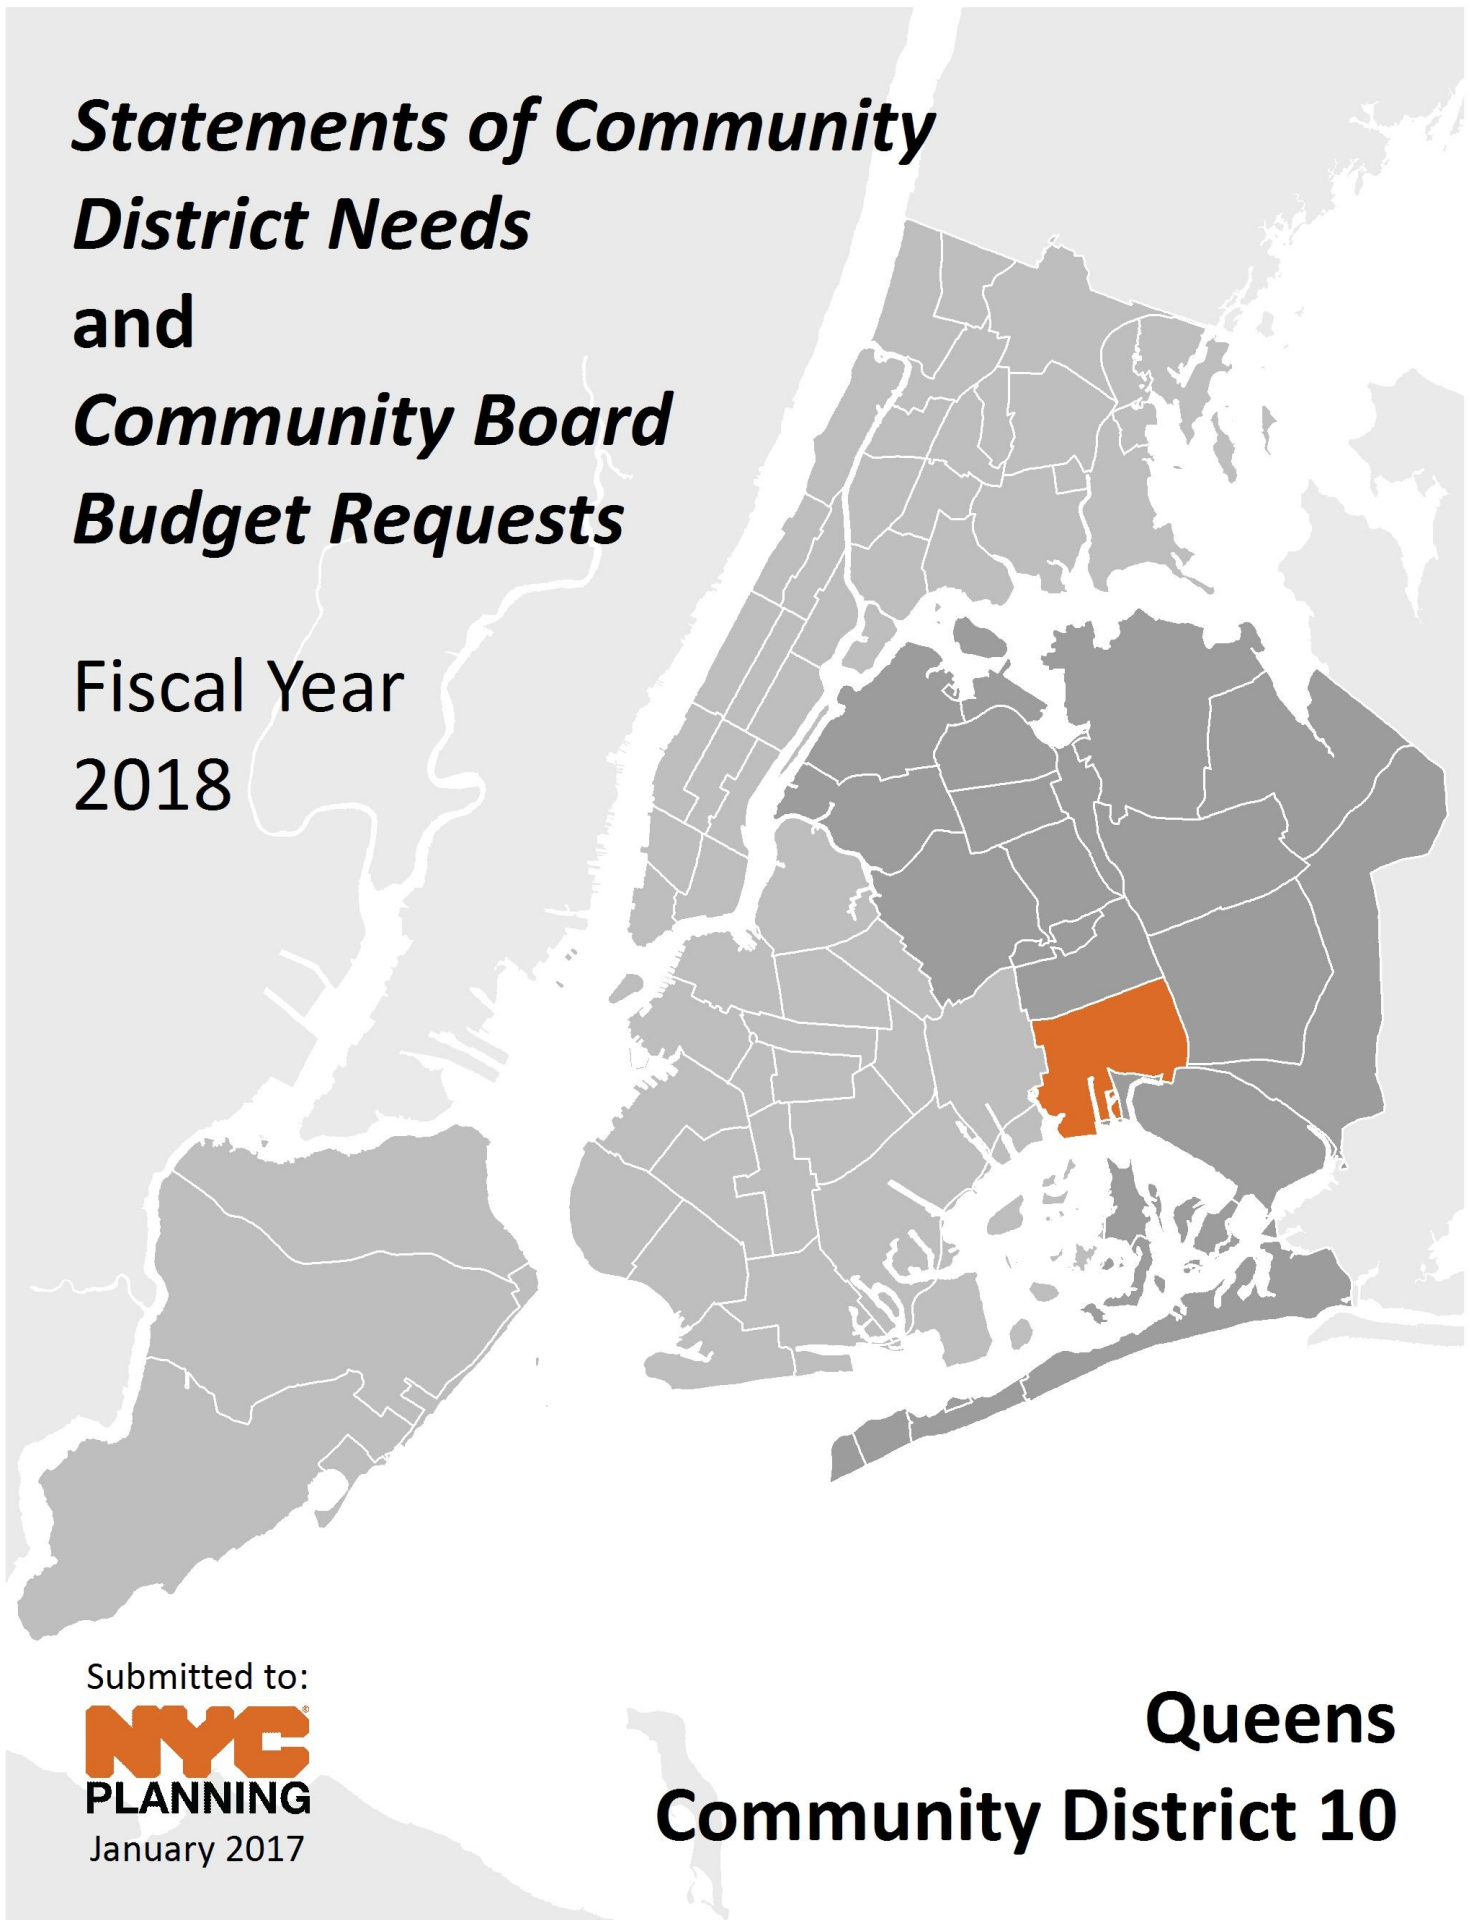 Statements of Community
District Needs
and
Community Board
Budget Requests
Fiscal Year
2018
Submitted to:
NYC®
PLANNING
January 2017
Queens
Community District 10